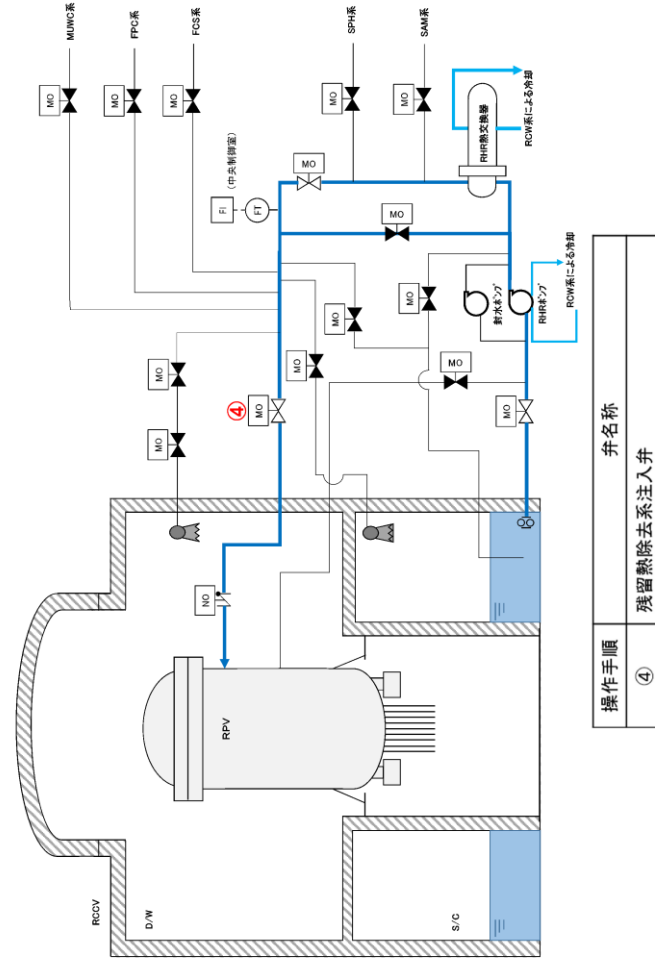 MUWC系
FPC系
FCS系
SPH系
SAM系
MO
MO
MO
MO
MO
FI
(中央制御室)
FT
MO
MO
RHR熱交換器
RCW系による冷却
MO
MO
④
MO
MO
MO
MO
MO
封水ポンプ
RHRポンプ
RCW系による冷却
MO
NO
RPV
RCCV
D/W
S/C
操作手順 弁名称
④ 残留熱除去系注入弁